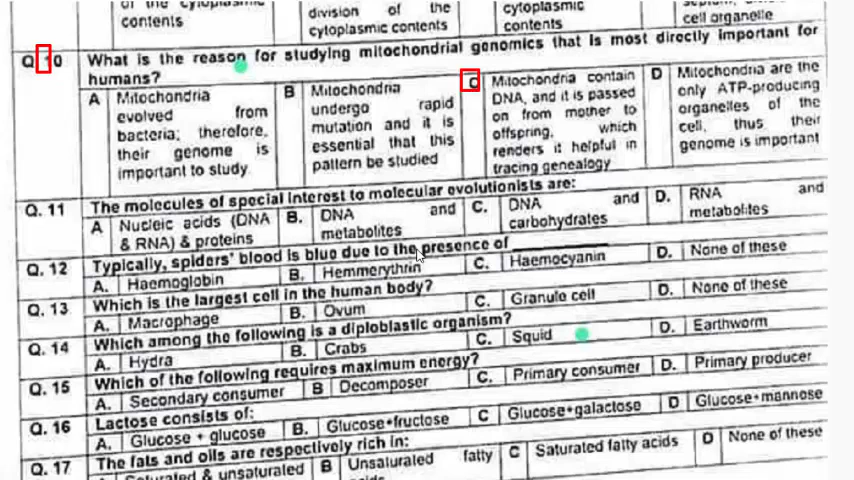 contents
division of the
cytoplasmic contents
cytoplasmic
contents
cell organelle
Q 10 What is the reason for studying mitochondrial genomics that is most directly important for
humans?
A Mitochondria
evolved from
bacteria; therefore,
their genome is
important to study
B Mitochondria
undergo rapid
mutation and it is
essential that this
pattern be studied
C Mitochondria contain
DNA, and it is passed
on from mother to
offspring, which
renders it helpful in
tracing genealogy
D Mitochondria are the
only ATP-producing
organelles of the
cell, thus their
genome is important
Q. 11 The molecules of special interest to molecular evolutionists are:
A Nucleic acids (DNA
& RNA) & proteins
B. DNA and
metabolites
C. DNA and
carbohydrates
D. RNA and
metabolites
Q. 12 Typically, spiders' blood is blue due to the presence of
A. Haemoglobin B. Hemmerythrin C. Haemocyanin D. None of these
Q. 13 Which is the largest cell in the human body?
A. Macrophage B. Ovum C. Granulo cell D. None of these
Q. 14 Which among the following is a diploblastic organism?
A. Hydra B. Crabs C. Squid D. Earthworm
Q. 15 Which of the following requires maximum energy?
A. Secondary consumer B Decomposer C. Primary consumer D. Primary producer
Q. 16 Lactose consists of:
A. Glucose + glucose B. Glucose+fructose C Glucose+galactose D Glucose+mannose
Q. 17 The fats and oils are respectively rich in:
Saturated & unsaturated B Unsaturated fatty C Saturated fatty acids D None of these